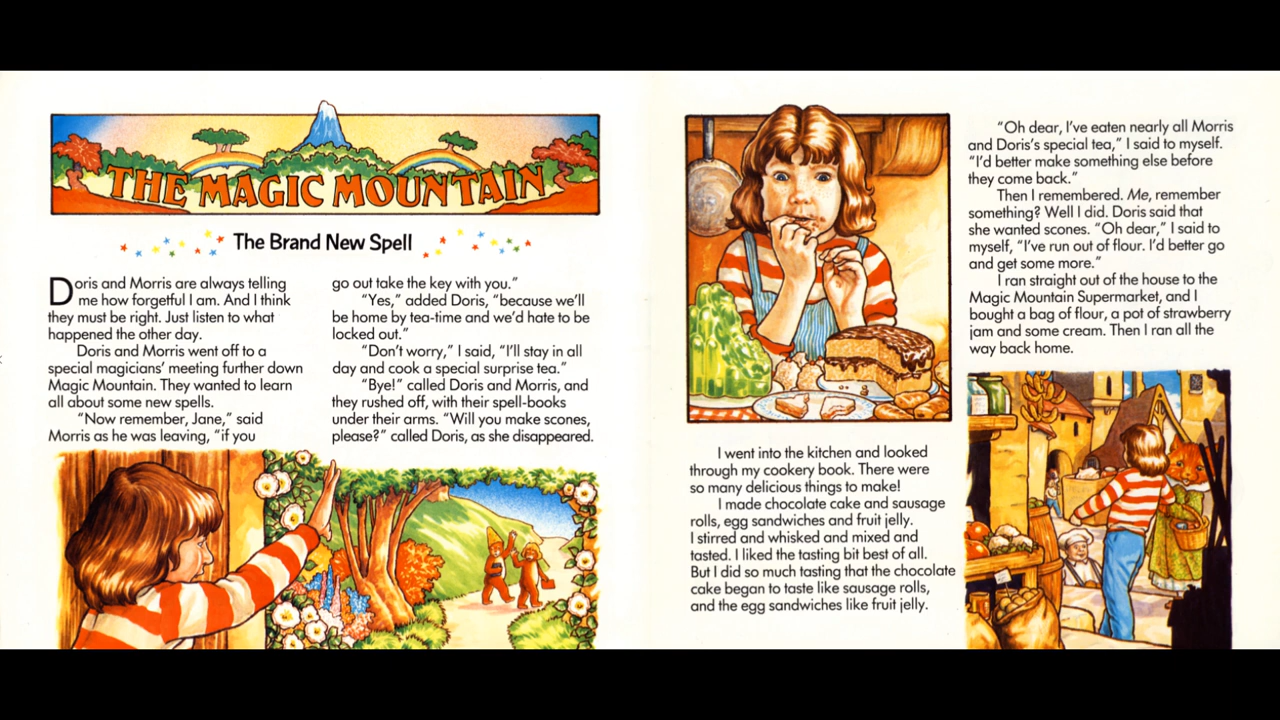 THE MAGIC MOUNTAIN
The Brand New Spell
Doris and Morris are always telling
me how forgetful I am. And I think
they must be right. Just listen to what
happened the other day.
Doris and Morris went off to a
special magicians’ meeting further down
Magic Mountain. They wanted to learn
all about some new spells.
“Now remember, Jane,” said
Morris as he was leaving, “if you
go out take the key with you.”
“Yes,” added Doris, “because we’ll
be home by tea-time and we’d hate to be
locked out.”
“Don’t worry,” I said, “I’ll stay in all
day and cook a special surprise tea.”
“Bye!” called Doris and Morris, and
they rushed off, with their spell-books
under their arms. “Will you make scones,
please?” called Doris, as she disappeared.
I went into the kitchen and looked
through my cookery book. There were
so many delicious things to make!
I made chocolate cake and sausage
rolls, egg sandwiches and fruit jelly.
I stirred and whisked and mixed and
tasted. I liked the tasting bit best of all.
But I did so much tasting that the chocolate
cake began to taste like sausage rolls,
and the egg sandwiches like fruit jelly.
“Oh dear, I’ve eaten nearly all Morris
and Doris’s special tea,” I said to myself.
“I’d better make something else before
they come back.”
Then I remembered. Me, remember
something? Well I did. Doris said that
she wanted scones. “Oh dear,” I said to
myself, “I’ve run out of flour. I’d better go
and get some more.”
I ran straight out of the house to the
Magic Mountain Supermarket, and I
bought a bag of flour, a pot of strawberry
jam and some cream. Then I ran all the
way back home.